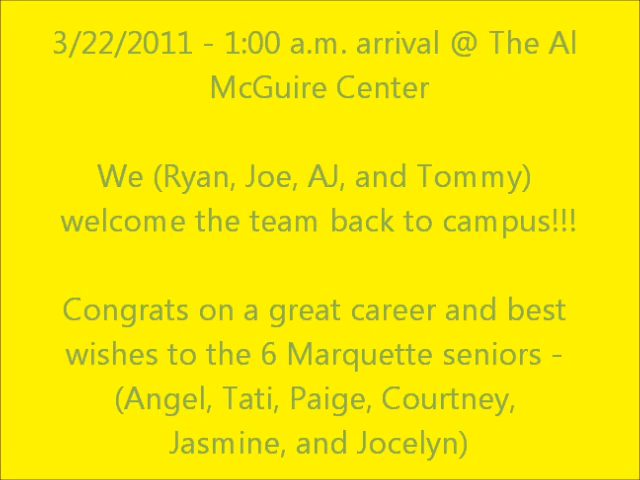 3/22/2011 - 1:00 a.m. arrival @ The Al
McGuire Center
We (Ryan, Joe, AJ, and Tommy)
welcome the team back to campus!!!
Congrats on a great career and best
wishes to the 6 Marquette seniors -
(Angel, Tati, Paige, Courtney,
Jasmine, and Jocelyn)